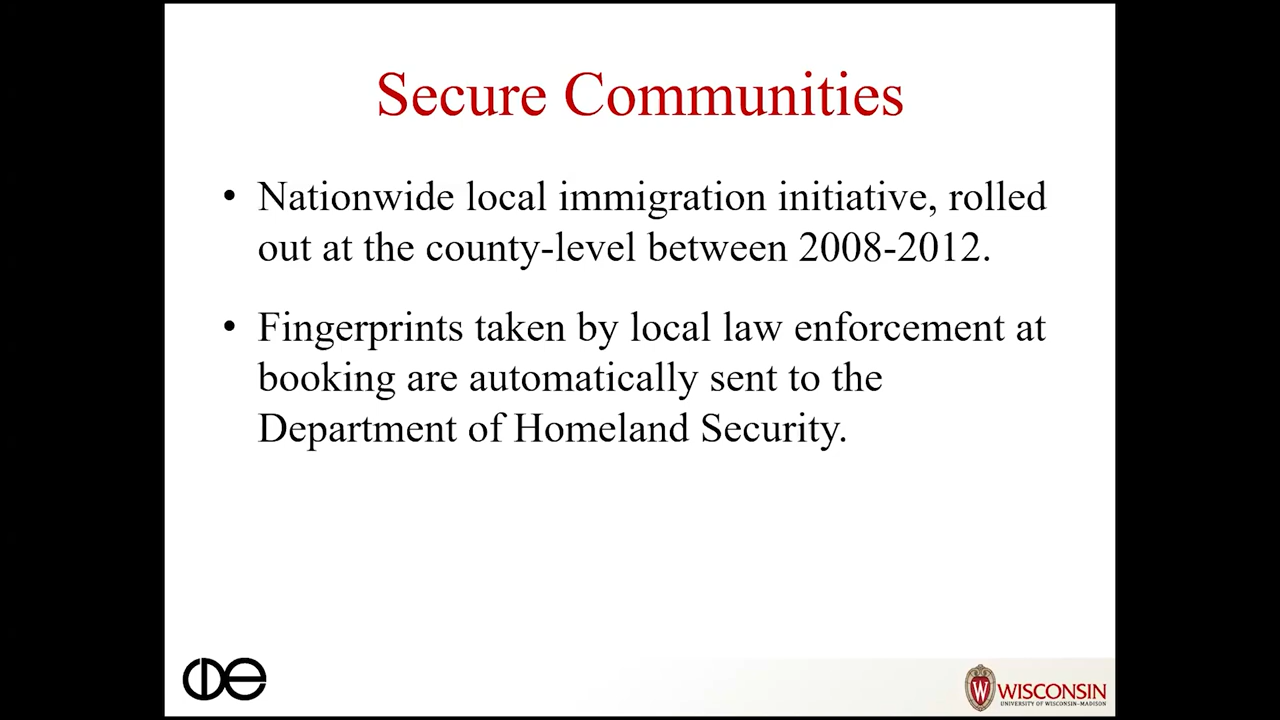 Secure Communities
• Nationwide local immigration initiative, rolled
out at the county-level between 2008-2012.
• Fingerprints taken by local law enforcement at
booking are automatically sent to the
Department of Homeland Security.
cde
W WISCONSIN
UNIVERSITY OF WISCONSIN–MADISON